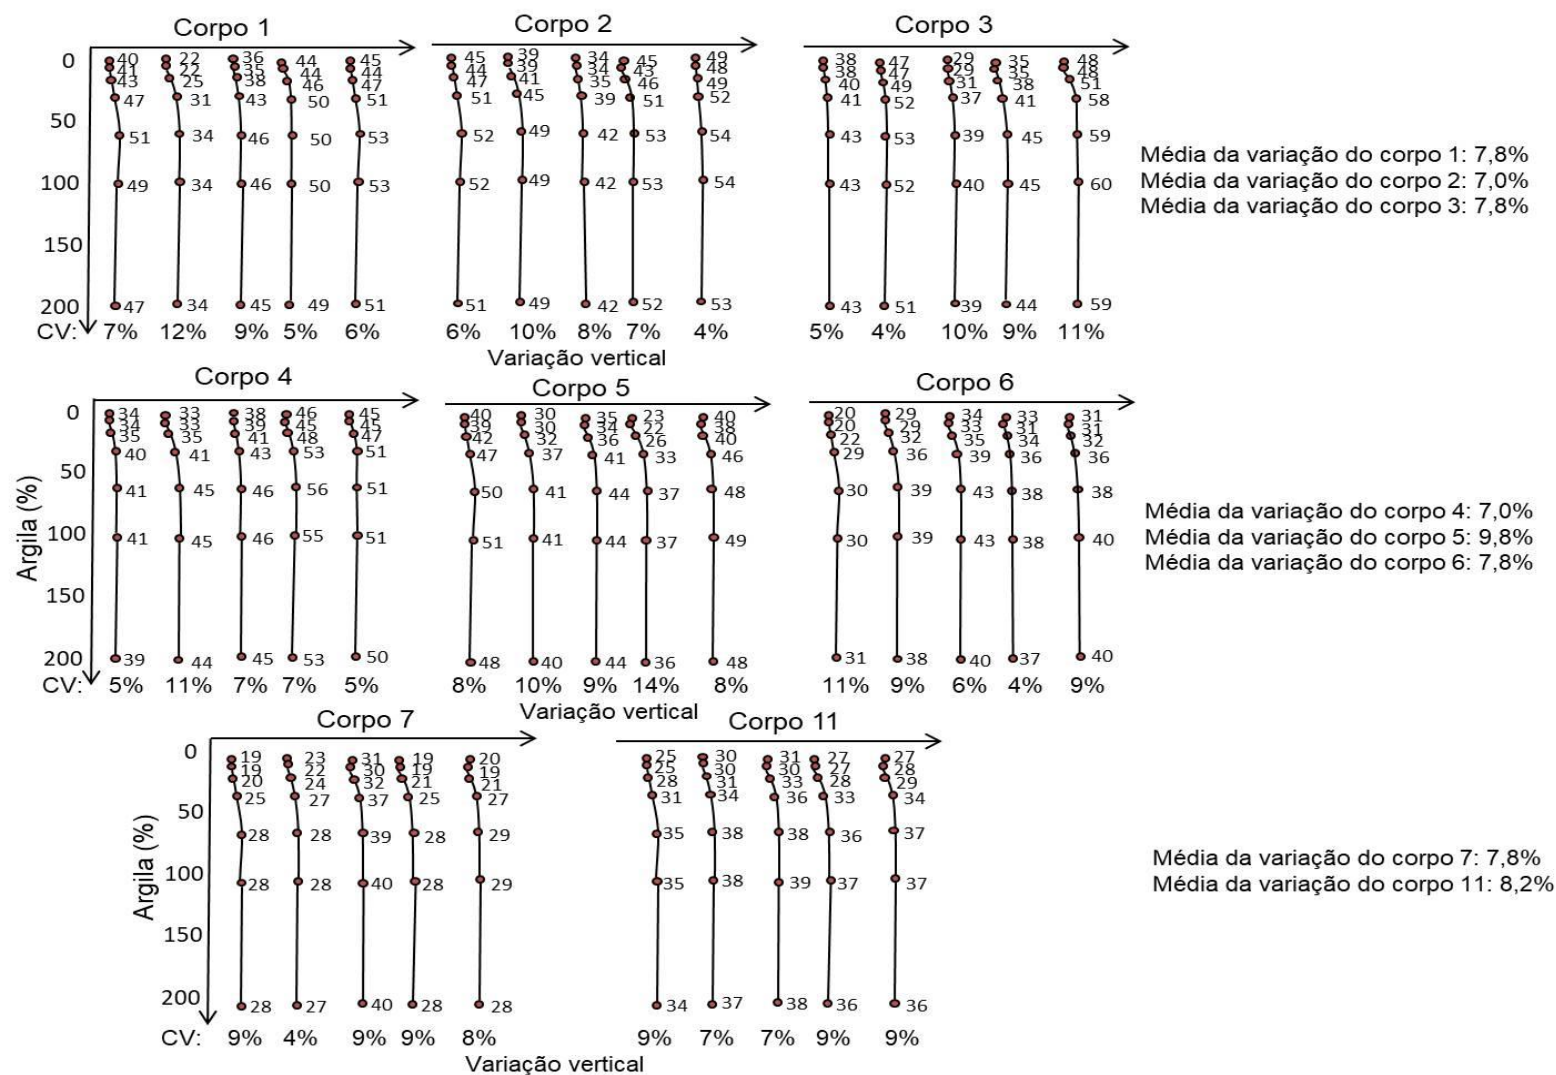 Corpo 1 Corpo 2 Corpo 3
0 40 22 36 44 45 45 39 34 45 49 38 47 29 35 48
41 22 35 44 44 44 39 34 43 48 38 47 29 35 48
43 25 38 46 47 47 41 35 46 49 40 49 31 38 51
47 31 43 50 51 51 45 39 51 52 41 52 37 41 58
50
51 34 46 50 53 52 49 42 53 54 43 53 39 45 59
100 49 34 46 50 53 52 49 42 53 54 43 52 40 45 60
150
200 47 34 45 49 51 51 49 42 52 53 43 51 39 44 59
CV: 7% 12% 9% 5% 6% 6% 10% 8% 7% 4% 5% 4% 10% 9% 11%
Variação vertical
Média da variação do corpo 1: 7,8%
Média da variação do corpo 2: 7,0%
Média da variação do corpo 3: 7,8%
Corpo 4 Corpo 5 Corpo 6
Argila (%)
0 34 33 38 46 45 40 30 35 23 40 20 29 34 33 31
34 33 39 45 45 39 30 34 22 38 20 29 33 31 31
35 35 41 48 47 42 32 36 26 40 22 32 35 34 32
40 41 43 53 51 47 37 41 33 46 29 36 39 36 36
50
41 45 46 56 51 50 41 44 37 48 30 39 43 38 38
100 41 45 46 55 51 51 41 44 37 49 30 39 43 38 40
150
200 39 44 45 53 50 48 40 44 36 48 31 38 40 37 40
CV: 5% 11% 7% 7% 5% 8% 10% 9% 14% 8% 11% 9% 6% 4% 9%
Variação vertical
Média da variação do corpo 4: 7,0%
Média da variação do corpo 5: 9,8%
Média da variação do corpo 6: 7,8%
Corpo 7 Corpo 11
Argila (%)
0 19 23 31 19 20 25 30 31 27 27
19 22 30 19 19 25 30 30 27 28
20 24 32 21 21 28 31 33 28 29
25 27 37 25 27 31 34 36 33 34
50
28 28 39 28 29 35 38 38 36 37
100 28 28 40 28 29 35 38 39 37 37
150
200 28 27 40 28 28 34 37 38 36 36
CV: 9% 4% 9% 9% 8% 9% 7% 7% 9% 9%
Variação vertical
Média da variação do corpo 7: 7,8%
Média da variação do corpo 11: 8,2%